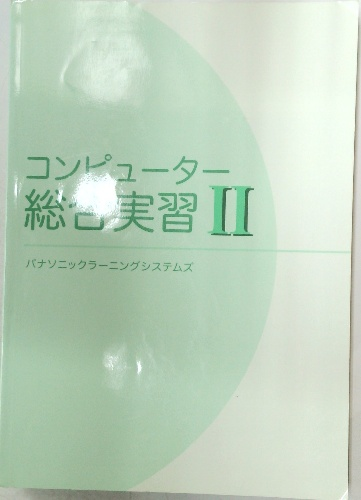 コンピューター
総合実習 II
パナソニックラーニングシステムズ